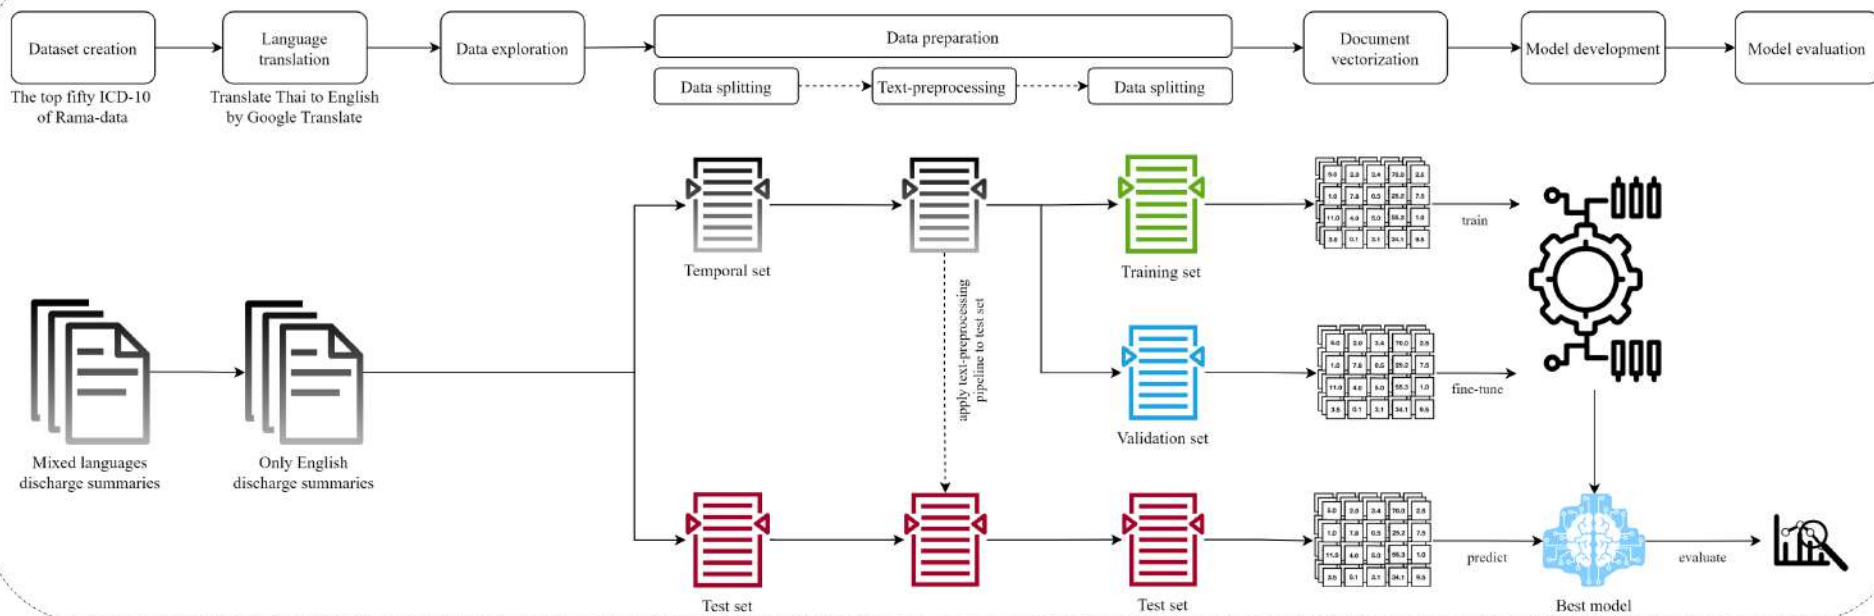 Dataset creation
Language
translation
Data exploration
Data preparation
Document
vectorization
Model development
Model evaluation
Data splitting
Text-preprocessing
Data splitting
The top fifty ICD-10
of Rama-data
Translate Thai to English
by Google Translate
Temporal set
Training set
train
apply text-preprocessing
pipeline to test set
Validation set
fine-tune
Mixed languages
discharge summaries
Only English
discharge summaries
predict
evaluate
Test set
Test set
Best model